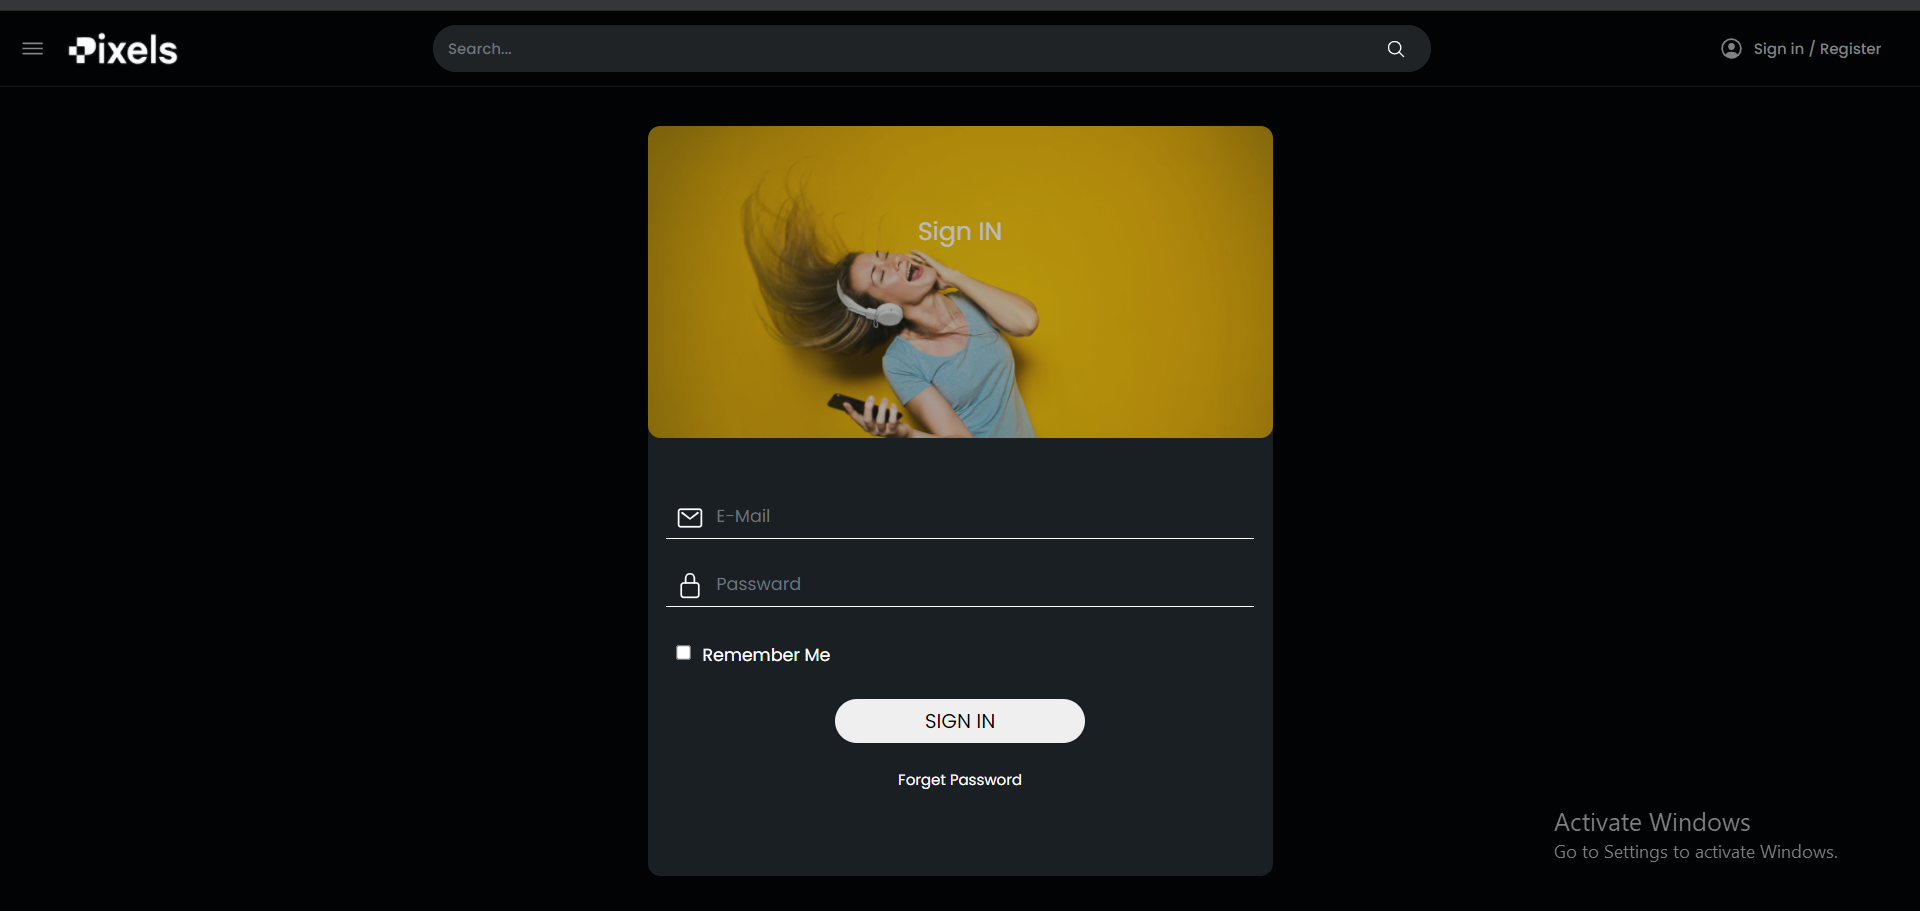 Pixels
Search...
Sign in / Register
Sign IN
E-Mail
Passward
Remember Me
SIGN IN
Forget Password
Activate Windows
Go to Settings to activate Windows.